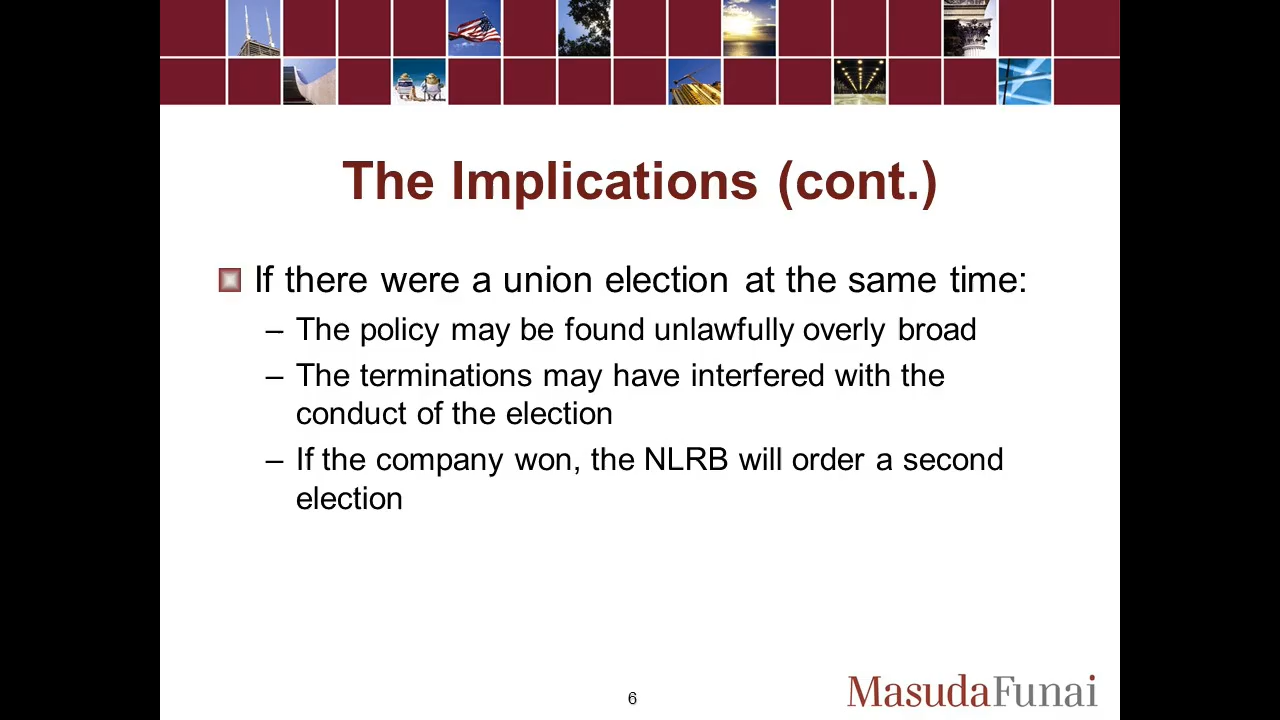 The Implications (cont.)
If there were a union election at the same time:
– The policy may be found unlawfully overly broad
– The terminations may have interfered with the
conduct of the election
– If the company won, the NLRB will order a second
election
6
MasudaFunai